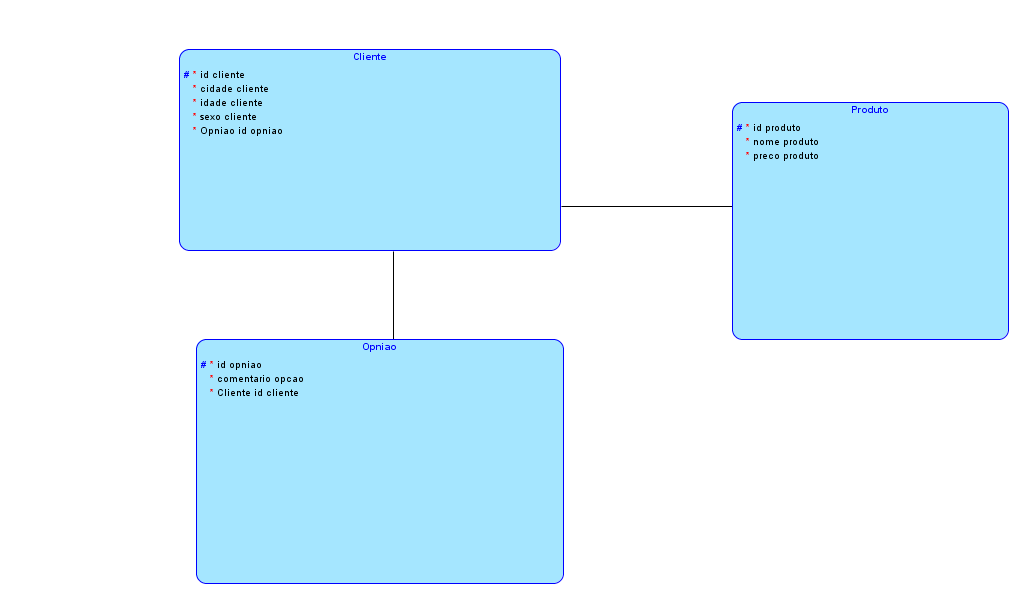 Cliente
# * id cliente
* cidade cliente
* idade cliente
* sexo cliente
* Opniao id opniao
Produto
# * id produto
* nome produto
* preco produto
Opniao
# * id opniao
* comentario opcao
* Cliente id cliente